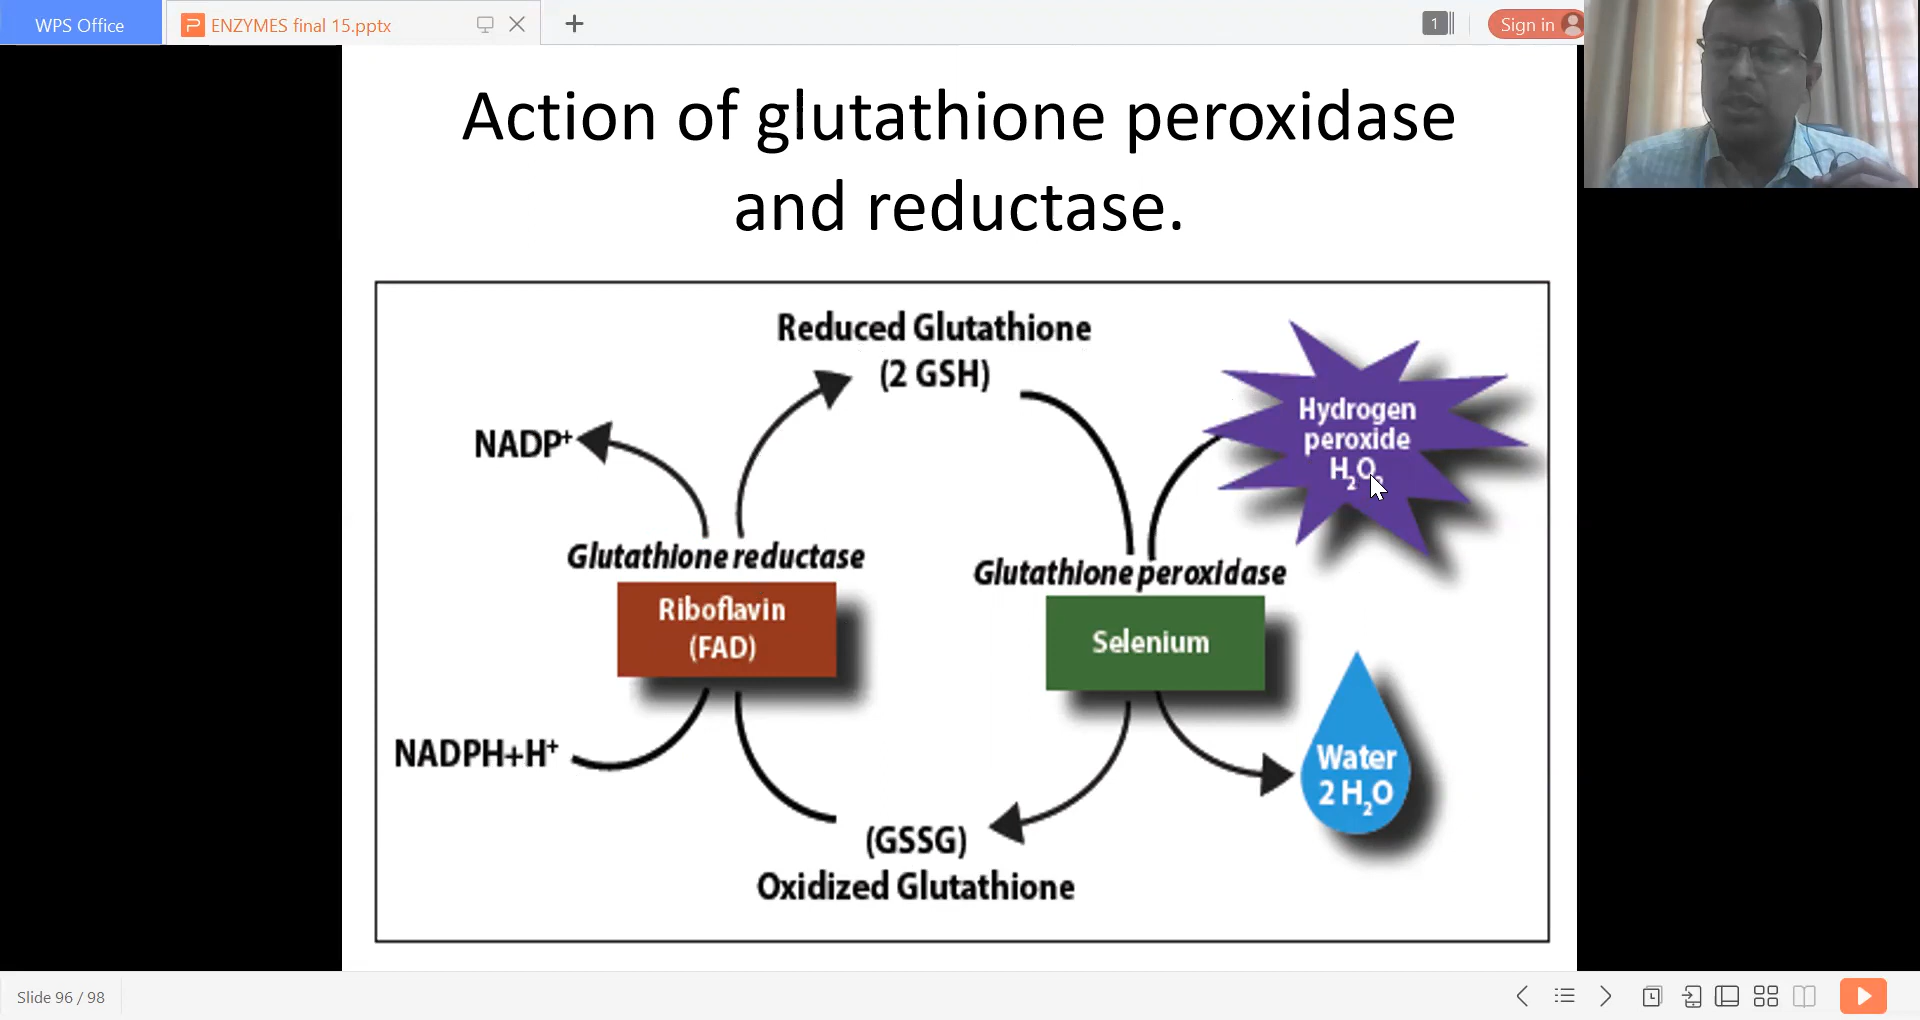 WPS Office
ENZYMES final 15.pptx
1
Sign in
Action of glutathione peroxidase
and reductase.
Reduced Glutathione
(2 GSH)
Hydrogen
peroxide
H₂O₂
NADP⁺
Glutathione reductase
Glutathione peroxidase
Riboflavin
(FAD)
Selenium
NADPH+H⁺
Water
2 H₂O
(GSSG)
Oxidized Glutathione
Slide 96 / 98